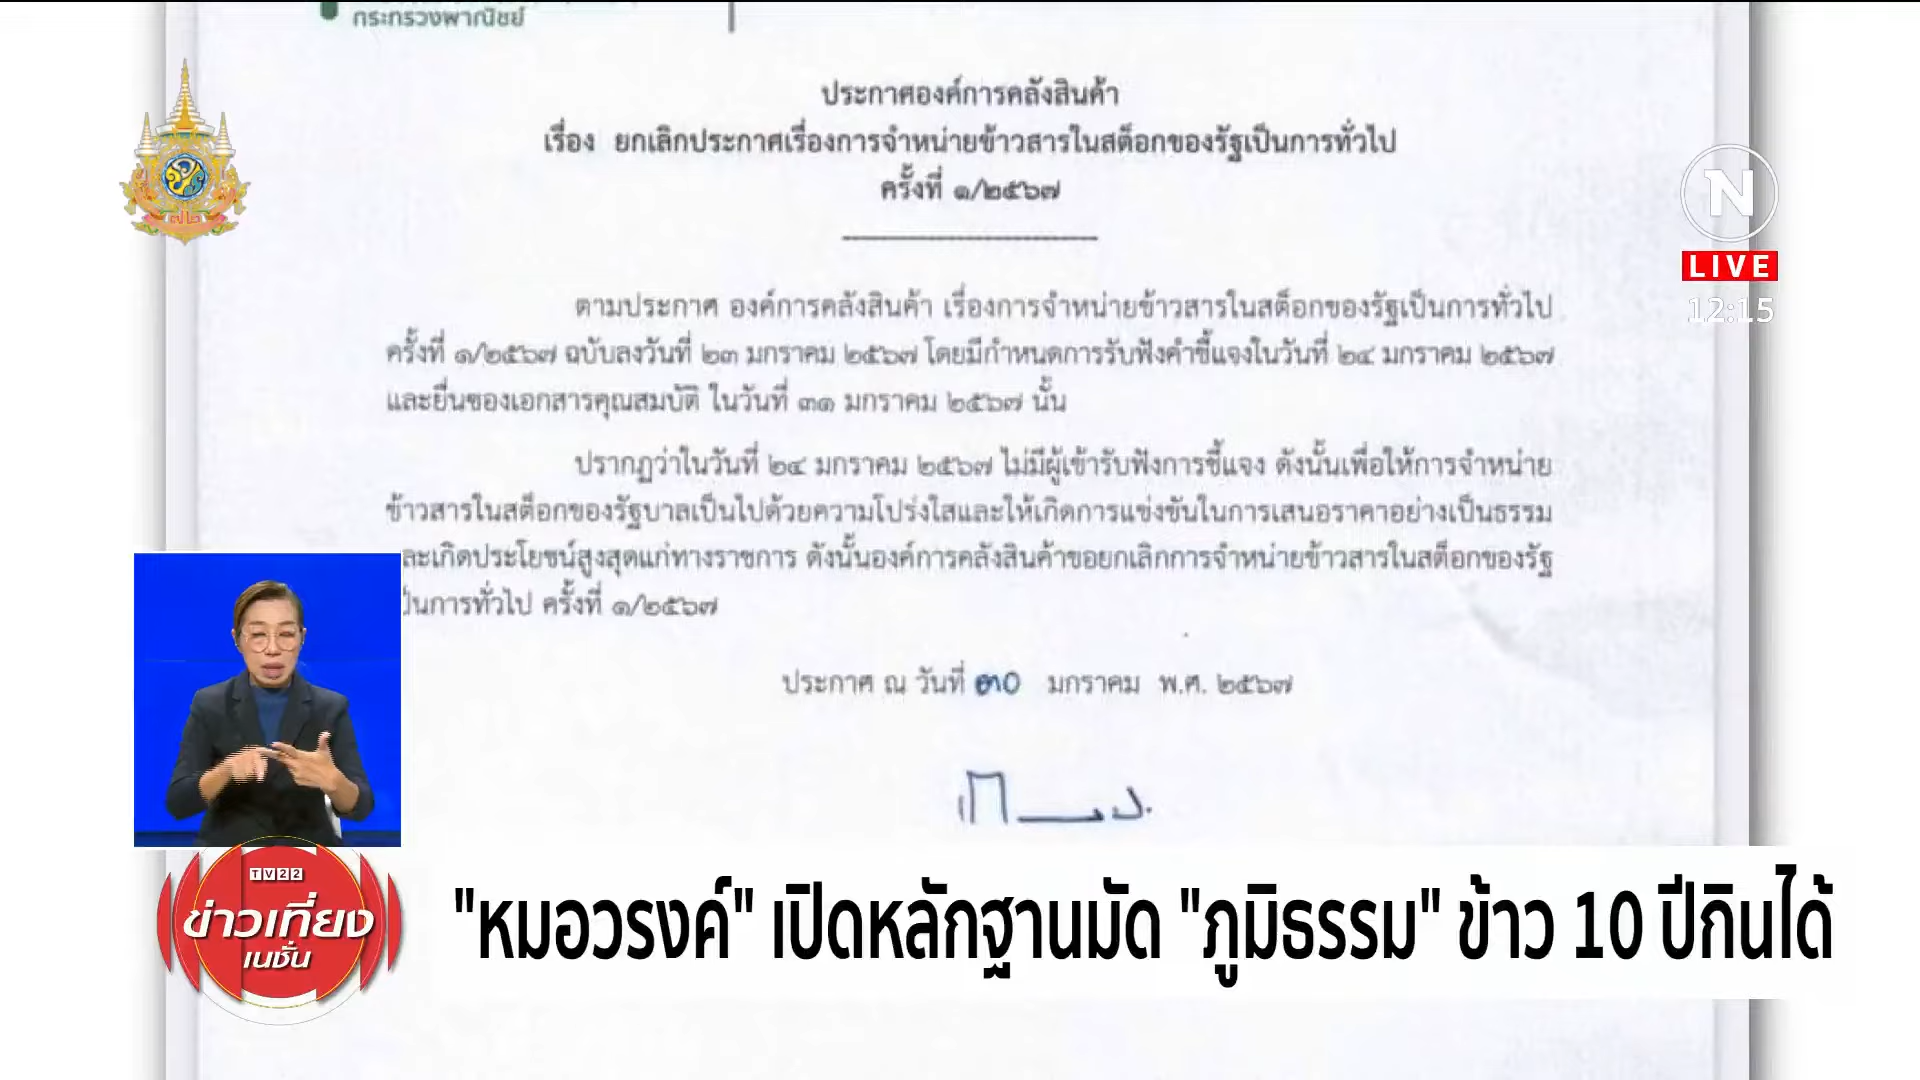 กระทรวงพาณิชย์
ประกาศองค์การคลังสินค้า
เรื่อง ยกเลิกประกาศเรื่องการจำหน่ายข้าวสารในสต็อกของรัฐเป็นการทั่วไป
ครั้งที่ ๑/๒๕๖๗
ตามประกาศ องค์การคลังสินค้า เรื่องการจำหน่ายข้าวสารในสต็อกของรัฐเป็นการทั่วไป
ครั้งที่ ๑/๒๕๖๗ ฉบับลงวันที่ ๒๓ มกราคม ๒๕๖๗ โดยมีกำหนดการรับฟังคำชี้แจงในวันที่ ๒๔ มกราคม ๒๕๖๗
และยื่นซองเอกสารคุณสมบัติ ในวันที่ ๓๑ มกราคม ๒๕๖๗ นั้น
ปรากฏว่าในวันที่ ๒๔ มกราคม ๒๕๖๗ ไม่มีผู้เข้ารับฟังการชี้แจง ดังนั้นเพื่อให้การจำหน่าย
ข้าวสารในสต็อกของรัฐบาลเป็นไปด้วยความโปร่งใสและให้เกิดการแข่งขันในการเสนอราคาอย่างเป็นธรรม
และเกิดประโยชน์สูงสุดแก่ทางราชการ ดังนั้นองค์การคลังสินค้าขอยกเลิกการจำหน่ายข้าวสารในสต็อกของรัฐ
เป็นการทั่วไป ครั้งที่ ๑/๒๕๖๗
ประกาศ ณ วันที่ ๓๐ มกราคม พ.ศ. ๒๕๖๗
๗๒
N
LIVE
12:15
TV22
ข่าวเที่ยง
เนชั่น
"หมอวรงค์" เปิดหลักฐานมัด "ภูมิธรรม" ข้าว 10 ปีกินได้